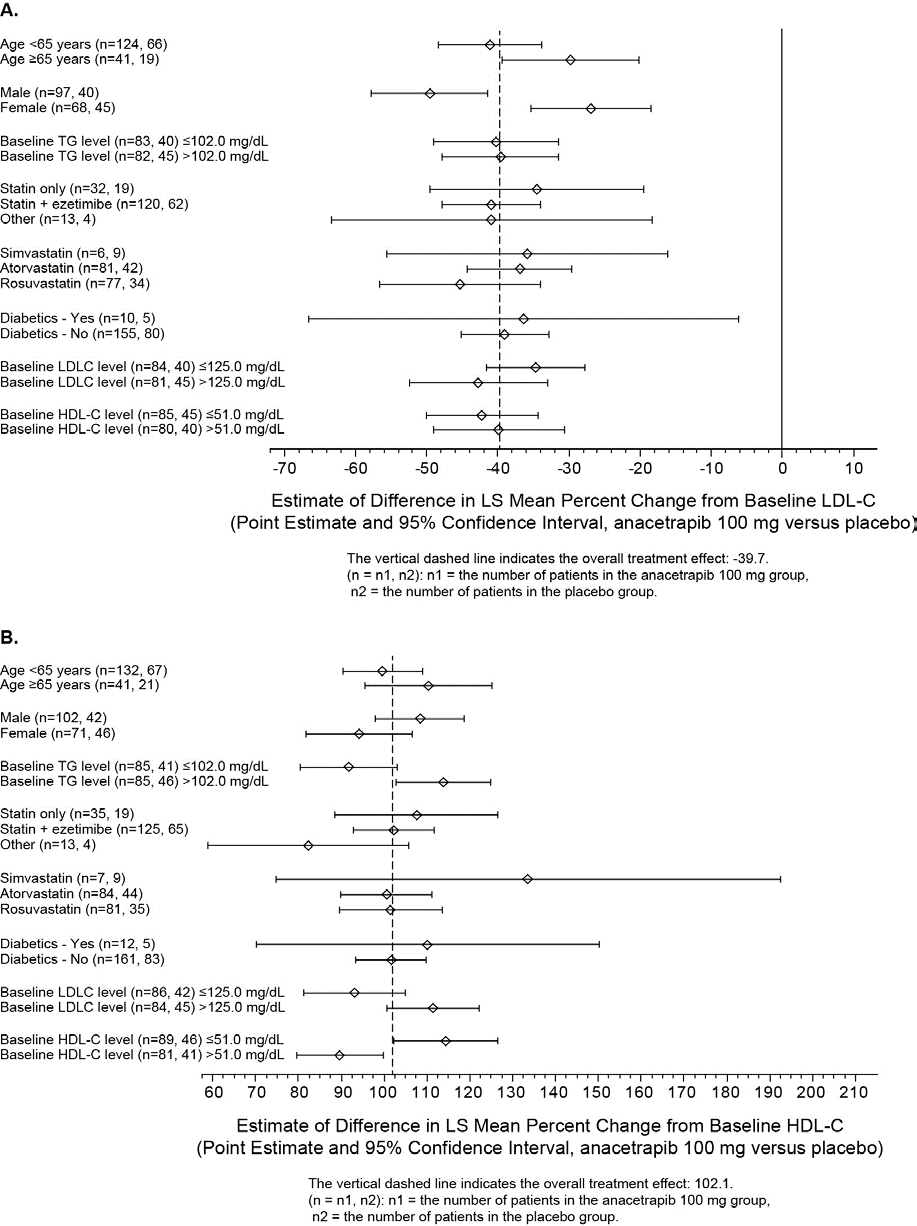 A.
Age <65 years (n=124, 66)
Age ≥65 years (n=41, 19)
Male (n=97, 40)
Female (n=68, 45)
Baseline TG level (n=83, 40) ≤102.0 mg/dL
Baseline TG level (n=82, 45) >102.0 mg/dL
Statin only (n=32, 19)
Statin + ezetimibe (n=120, 62)
Other (n=13, 4)
Simvastatin (n=6, 9)
Atorvastatin (n=81, 42)
Rosuvastatin (n=77, 34)
Diabetics - Yes (n=10, 5)
Diabetics - No (n=155, 80)
Baseline LDLC level (n=84, 40) ≤125.0 mg/dL
Baseline LDLC level (n=81, 45) >125.0 mg/dL
Baseline HDL-C level (n=85, 45) ≤51.0 mg/dL
Baseline HDL-C level (n=80, 40) >51.0 mg/dL
-70 -60 -50 -40 -30 -20 -10 0 10
Estimate of Difference in LS Mean Percent Change from Baseline LDL-C
(Point Estimate and 95% Confidence Interval, anacetrapib 100 mg versus placebo)
The vertical dashed line indicates the overall treatment effect: -39.7.
(n = n1, n2): n1 = the number of patients in the anacetrapib 100 mg group,
n2 = the number of patients in the placebo group.
B.
Age <65 years (n=132, 67)
Age ≥65 years (n=41, 21)
Male (n=102, 42)
Female (n=71, 46)
Baseline TG level (n=85, 41) ≤102.0 mg/dL
Baseline TG level (n=85, 46) >102.0 mg/dL
Statin only (n=35, 19)
Statin + ezetimibe (n=125, 65)
Other (n=13, 4)
Simvastatin (n=7, 9)
Atorvastatin (n=84, 44)
Rosuvastatin (n=81, 35)
Diabetics - Yes (n=12, 5)
Diabetics - No (n=161, 83)
Baseline LDLC level (n=86, 42) ≤125.0 mg/dL
Baseline LDLC level (n=84, 45) >125.0 mg/dL
Baseline HDL-C level (n=89, 46) ≤51.0 mg/dL
Baseline HDL-C level (n=81, 41) >51.0 mg/dL
60 70 80 90 100 110 120 130 140 150 160 170 180 190 200 210
Estimate of Difference in LS Mean Percent Change from Baseline HDL-C
(Point Estimate and 95% Confidence Interval, anacetrapib 100 mg versus placebo)
The vertical dashed line indicates the overall treatment effect: 102.1.
(n = n1, n2): n1 = the number of patients in the anacetrapib 100 mg group,
n2 = the number of patients in the placebo group.